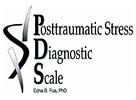 Posttraumatic Stress
Diagnostic
Scale
Edna B. Foa, PhD